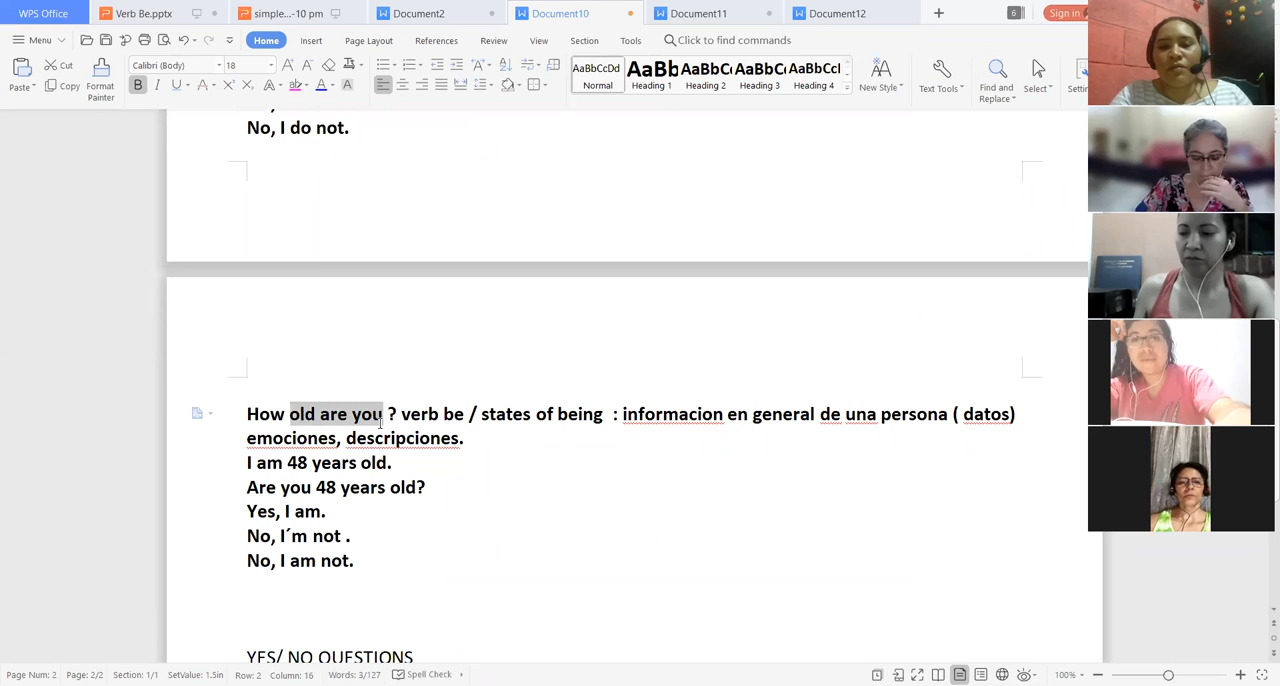 WPS Office
Verb Be.pptx
simple...-10 pm
Document2
Document10
Document11
Document12
6
Sign in
Menu
Home
Insert
Page Layout
References
Review
View
Section
Tools
Click to find commands
Paste
Cut
Copy
Format
Painter
Calibri (Body)
18
AaBbCcDd
Normal
AaBb
Heading 1
AaBbC
Heading 2
AaBbC
Heading 3
AaBbCcl
Heading 4
New Style
Text Tools
Find and
Replace
Select
No, I do not.
How old are you ? verb be / states of being : informacion en general de una persona ( datos)
emociones, descripciones.
I am 48 years old.
Are you 48 years old?
Yes, I am.
No, I´m not .
No, I am not.
YES/ NO QUESTIONS
Page Num: 2
Page: 2/2
Section: 1/1
SetValue: 1.5in
Row: 2
Column: 16
Words: 3/127
Spell Check
100%